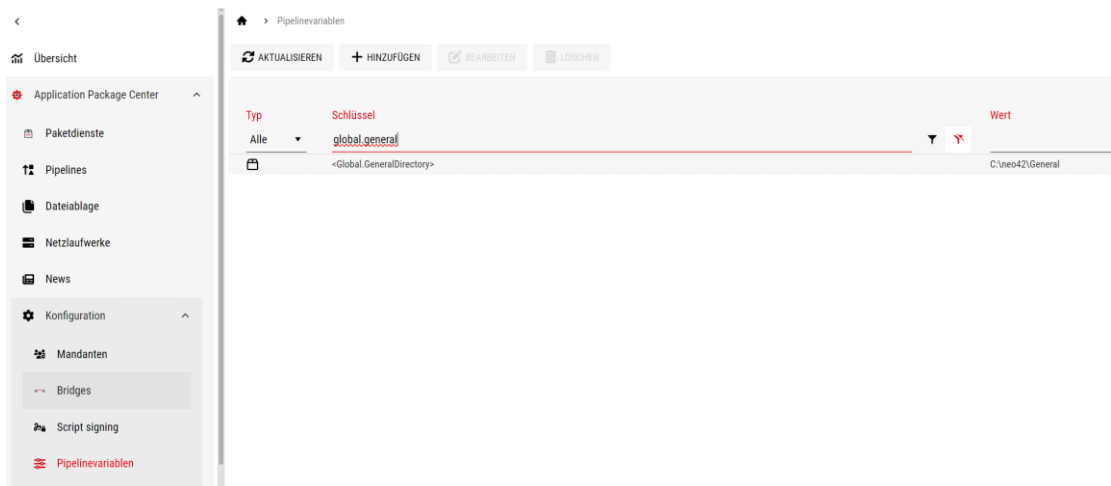 Pipelinevariablen
Übersicht
AKTUALISIEREN
HINZUFÜGEN
BEARBEITEN
LÖSCHEN
Application Package Center
Paketdienste
Pipelines
Dateiablage
Netzlaufwerke
News
Konfiguration
Mandanten
Bridges
Script signing
Pipelinevariablen
Typ
Schlüssel
Wert
Alle
global.general
<Global.GeneralDirectory>
C:\neo42\General